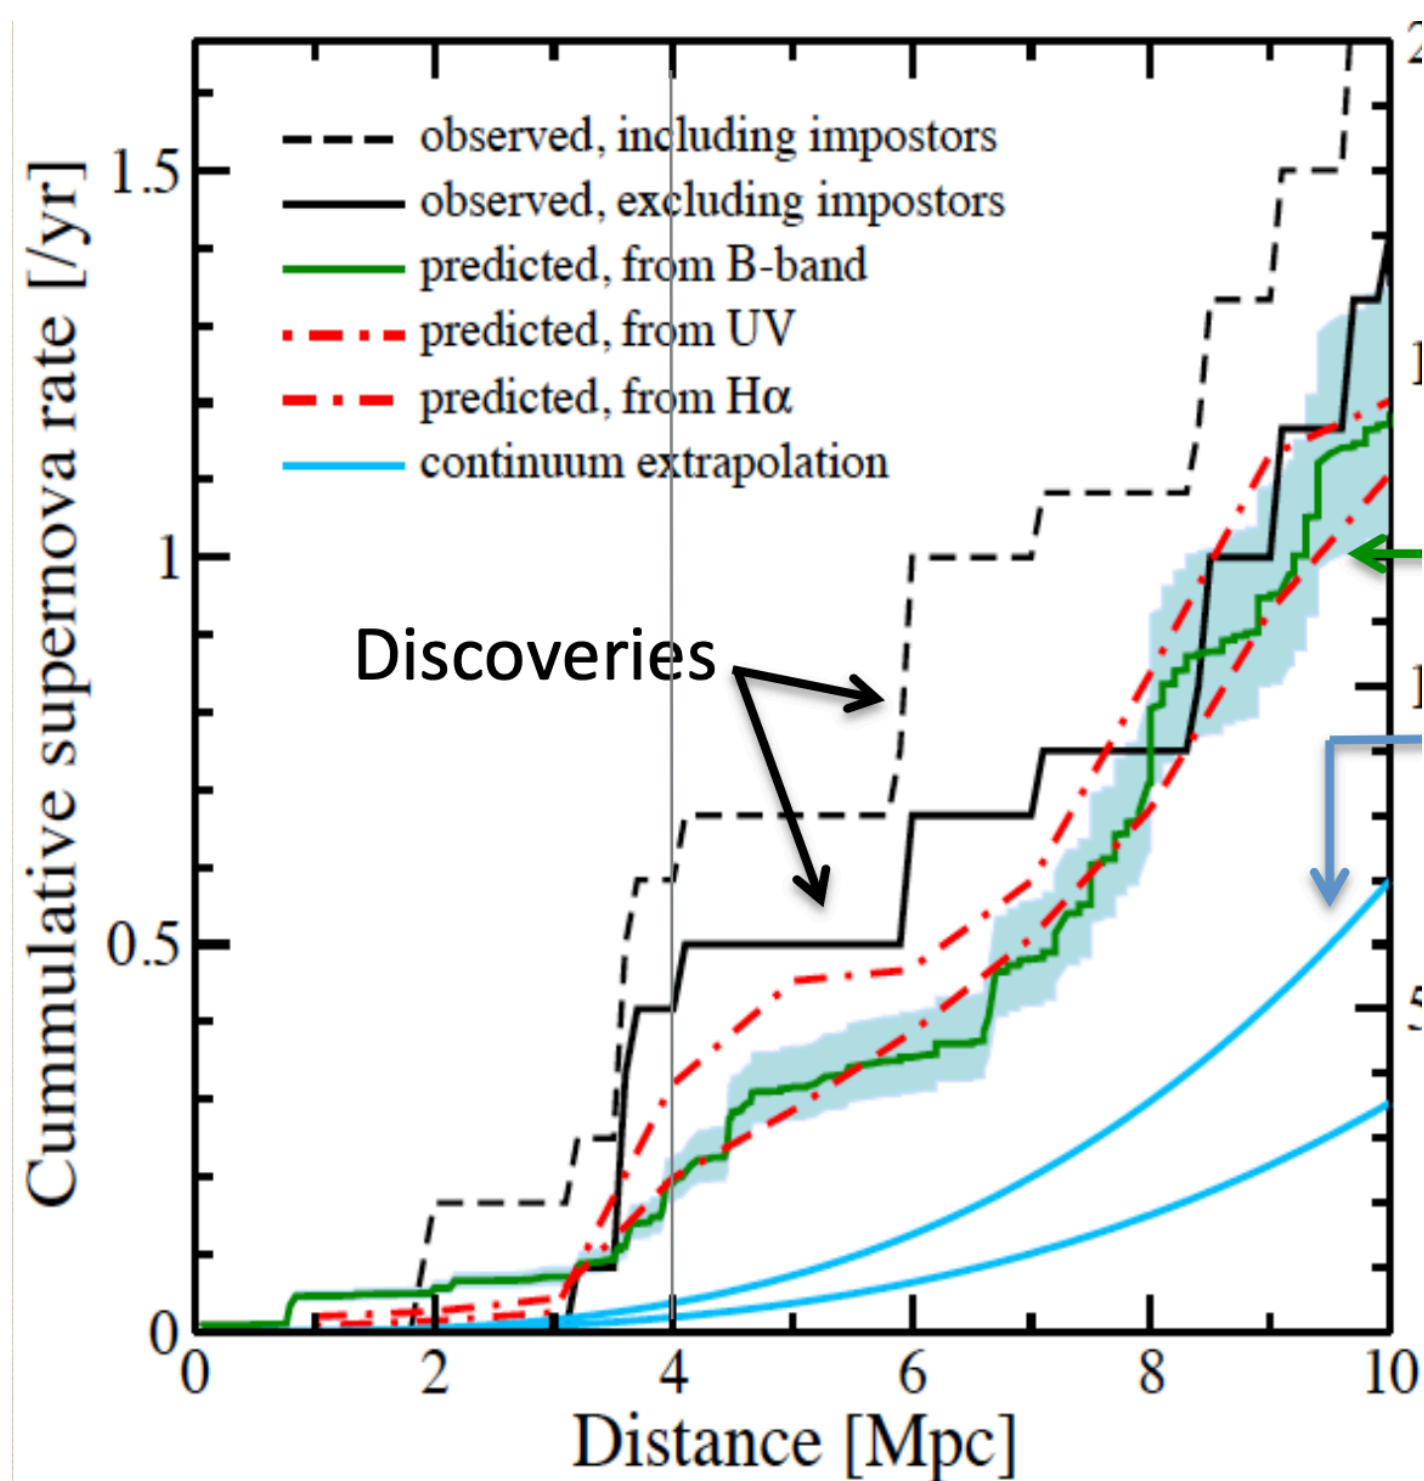 observed, including impostors
observed, excluding impostors
predicted, from B-band
predicted, from UV
predicted, from Hα
continuum extrapolation
Discoveries
Cummulative supernova rate [/yr]
1.5
1
0.5
0
0 2 4 6 8 10
Distance [Mpc]